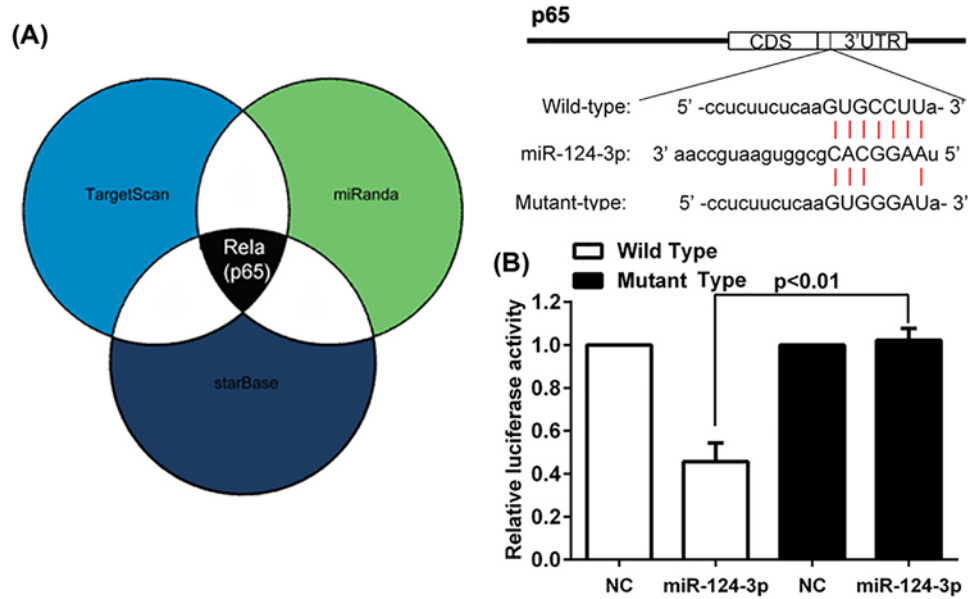 (A)
TargetScan
miRanda
Rela
(p65)
starBase
p65
CDS
3'UTR
Wild-type: 5' -ccucuucucaaGUGCCUUa- 3'
miR-124-3p: 3' aaccguaagugg​cgCACGGAAu 5'
Mutant-type: 5' -ccucuucucaaGUGGGAUa- 3'
(B)
Wild Type
Mutant Type
p<0.01
Relative luciferase activity
1.2
1.0
0.8
0.6
0.4
0.2
0.0
NC
miR-124-3p
NC
miR-124-3p